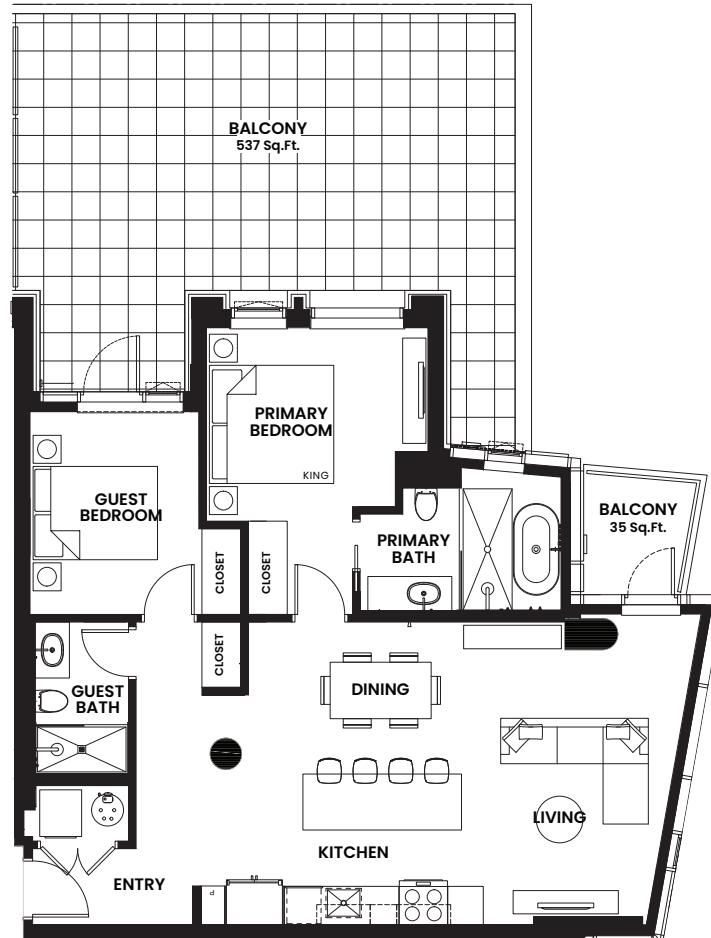 BALCONY
537 Sq.Ft.
PRIMARY
BEDROOM
KING
GUEST
BEDROOM
BALCONY
35 Sq.Ft.
PRIMARY
BATH
CLOSET
CLOSET
CLOSET
GUEST
BATH
DINING
LIVING
KITCHEN
ENTRY
P